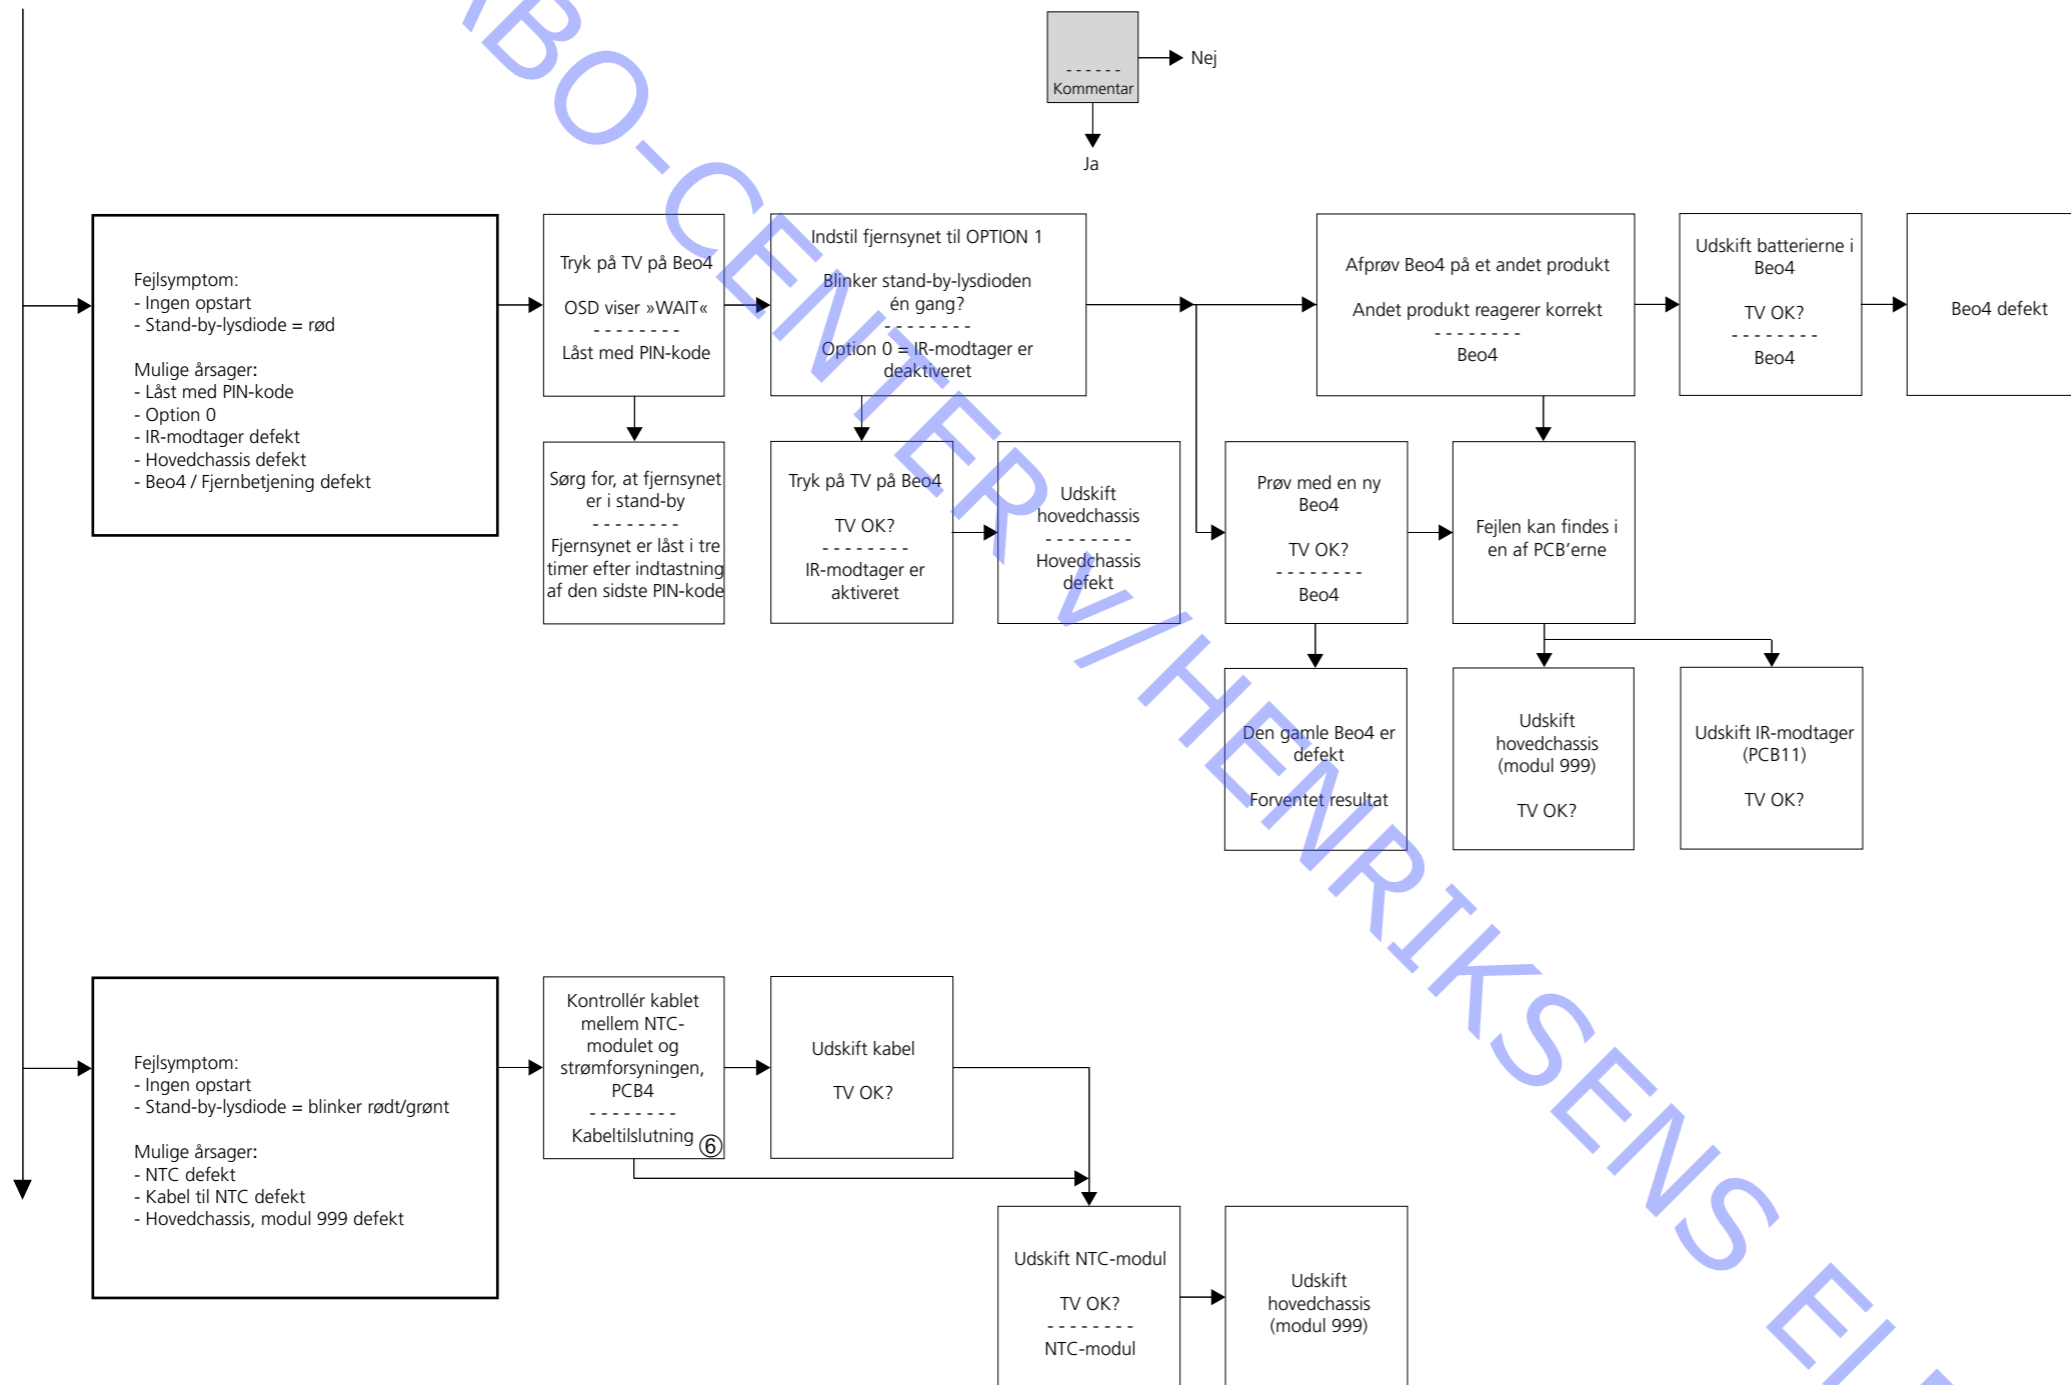 - - - - - -
Kommentar
Nej
Ja
Fejlsymptom:
- Ingen opstart
- Stand-by-lysdiode = rød
Mulige årsager:
- Låst med PIN-kode
- Option 0
- IR-modtager defekt
- Hovedchassis defekt
- Beo4 / Fjernbetjening defekt
Tryk på TV på Beo4
OSD viser »WAIT«
- - - - - - - -
Låst med PIN-kode
Indstil fjernsynet til OPTION 1
Blinker stand-by-lysdioden
én gang?
- - - - - - - -
Option 0 = IR-modtager er
deaktiveret
Afprøv Beo4 på et andet produkt
Andet produkt reagerer korrekt
- - - - - - - -
Beo4
Udskift batterierne i
Beo4
TV OK?
- - - - - - - -
Beo4
Beo4 defekt
Sørg for, at fjernsynet
er i stand-by
- - - - - - - -
Fjernsynet er låst i tre
timer efter indtastning
af den sidste PIN-kode
Tryk på TV på Beo4
TV OK?
- - - - - - - -
IR-modtager er
aktiveret
Udskift
hovedchassis
- - - - - - - -
Hovedchassis
defekt
Prøv med en ny
Beo4
TV OK?
- - - - - - - -
Beo4
Fejlen kan findes i
en af PCB’erne
Den gamle Beo4 er
defekt
Forventet resultat
Udskift
hovedchassis
(modul 999)
TV OK?
Udskift IR-modtager
(PCB11)
TV OK?
Fejlsymptom:
- Ingen opstart
- Stand-by-lysdiode = blinker rødt/grønt
Mulige årsager:
- NTC defekt
- Kabel til NTC defekt
- Hovedchassis, modul 999 defekt
Kontrollér kablet
mellem NTC-
modulet og
strømforsyningen,
PCB4
- - - - - - - -
Kabeltilslutning ⑥
Udskift kabel
TV OK?
Udskift NTC-modul
TV OK?
- - - - - - - -
NTC-modul
Udskift
hovedchassis
(modul 999)
BO-CENTER v/HENRIKSENS